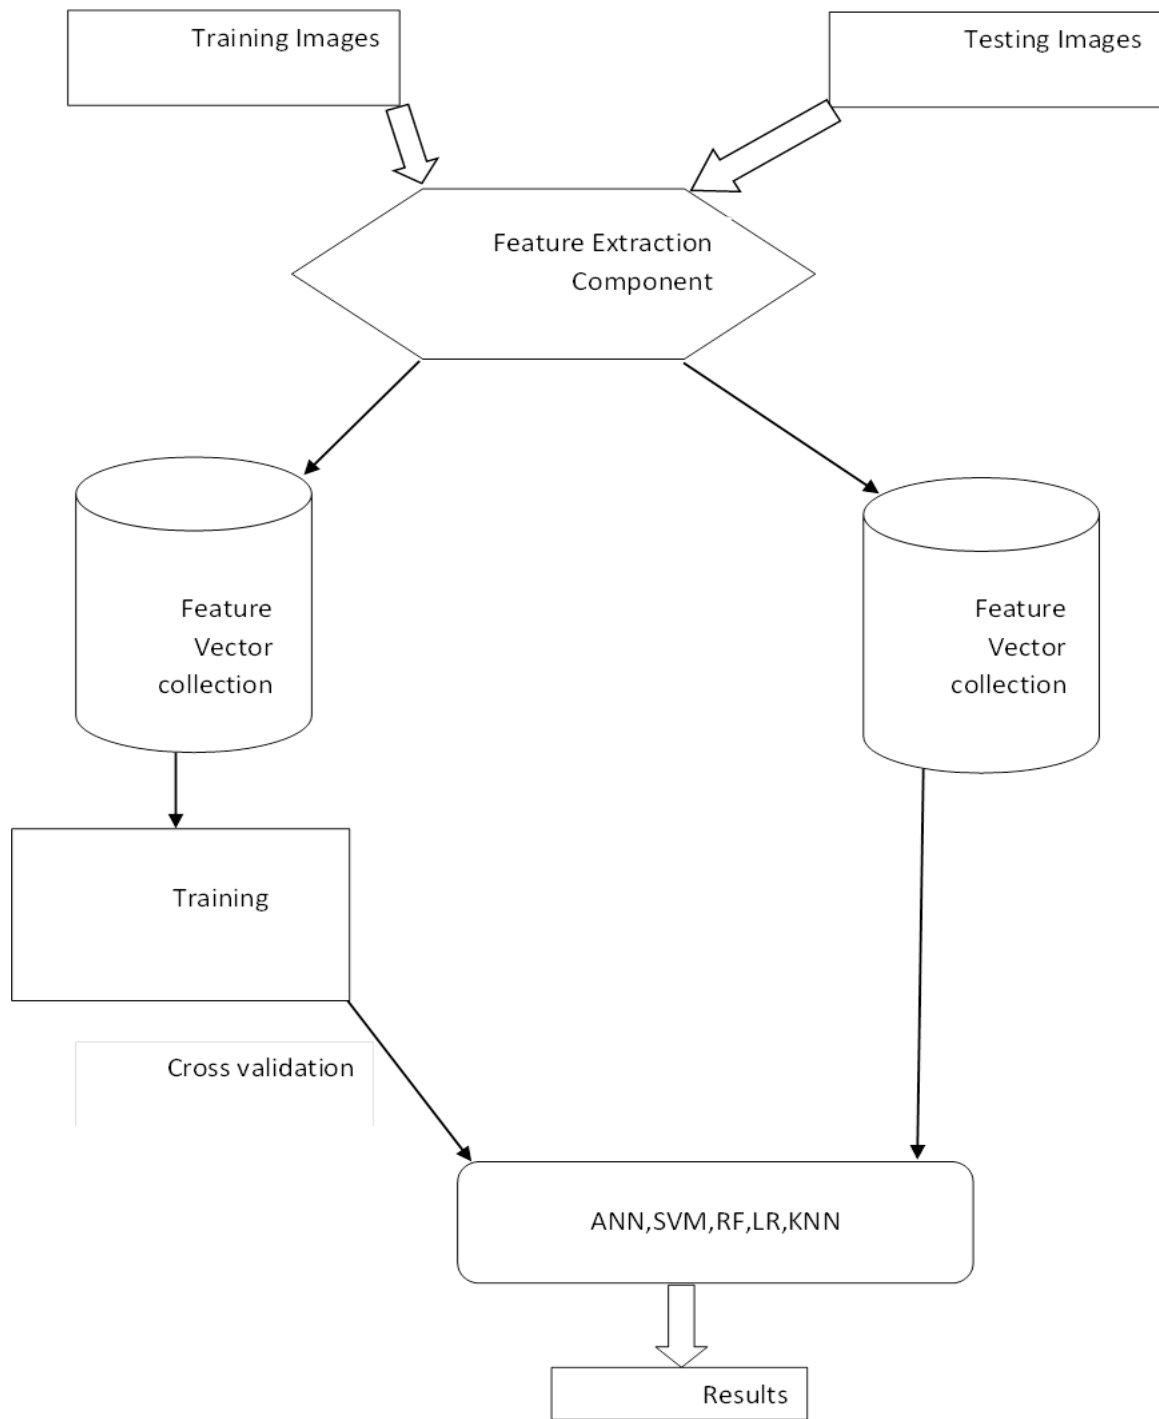 Training Images
Testing Images
Feature Extraction
Component
Feature
Vector
collection
Feature
Vector
collection
Training
Cross validation
ANN,SVM,RF,LR,KNN
Results